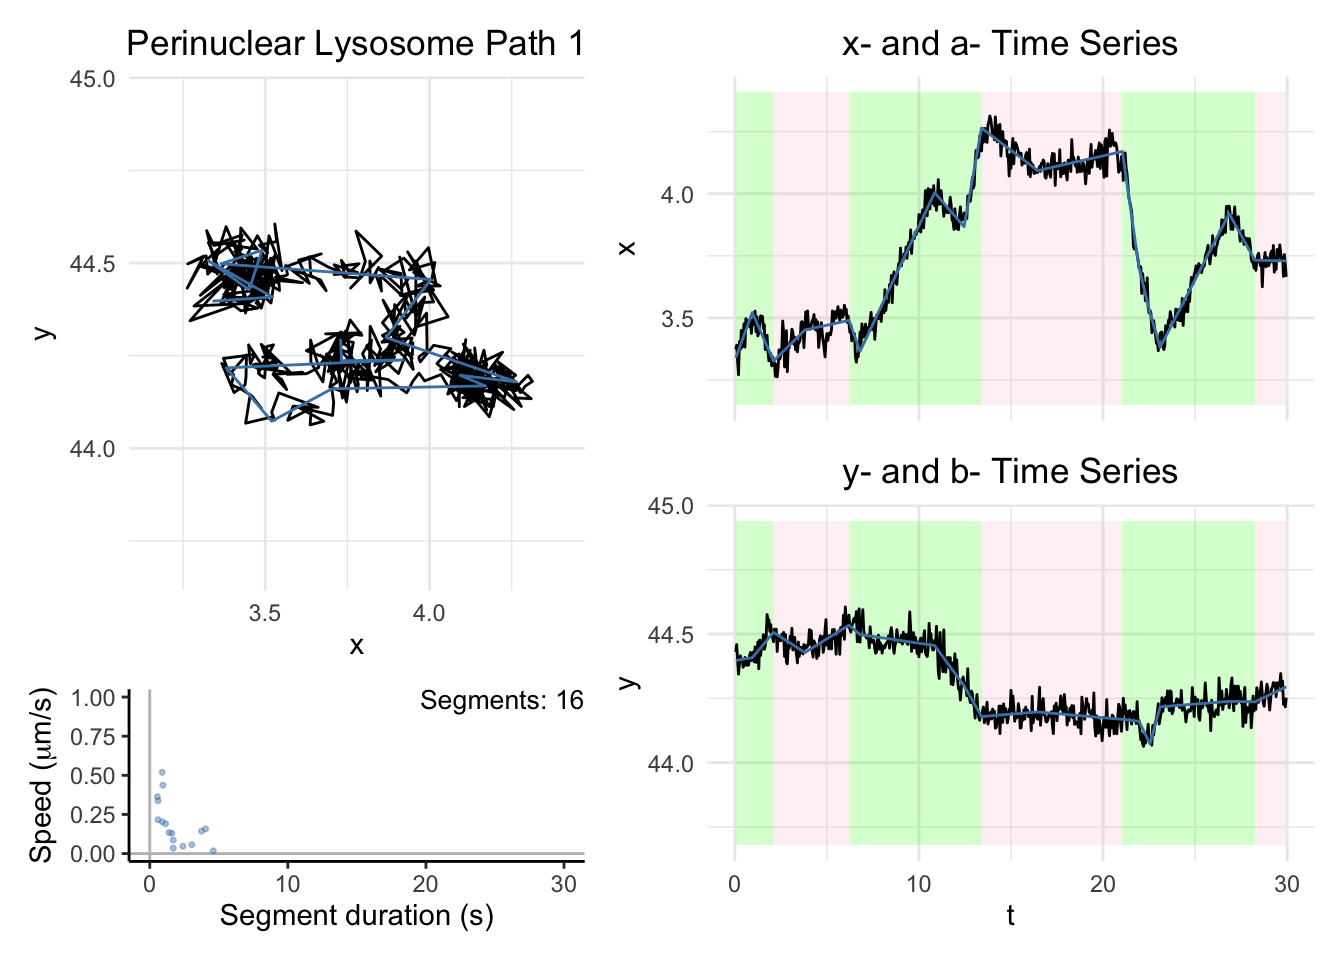 Perinuclear Lysosome Path 1
45.0
44.5
44.0
y
3.5 4.0
x
Segments: 16
1.00
0.75
0.50
0.25
0.00
Speed (μm/s)
0 10 20 30
Segment duration (s)
x- and a- Time Series
4.0
3.5
x
y- and b- Time Series
45.0
44.5
44.0
y
0 10 20 30
t